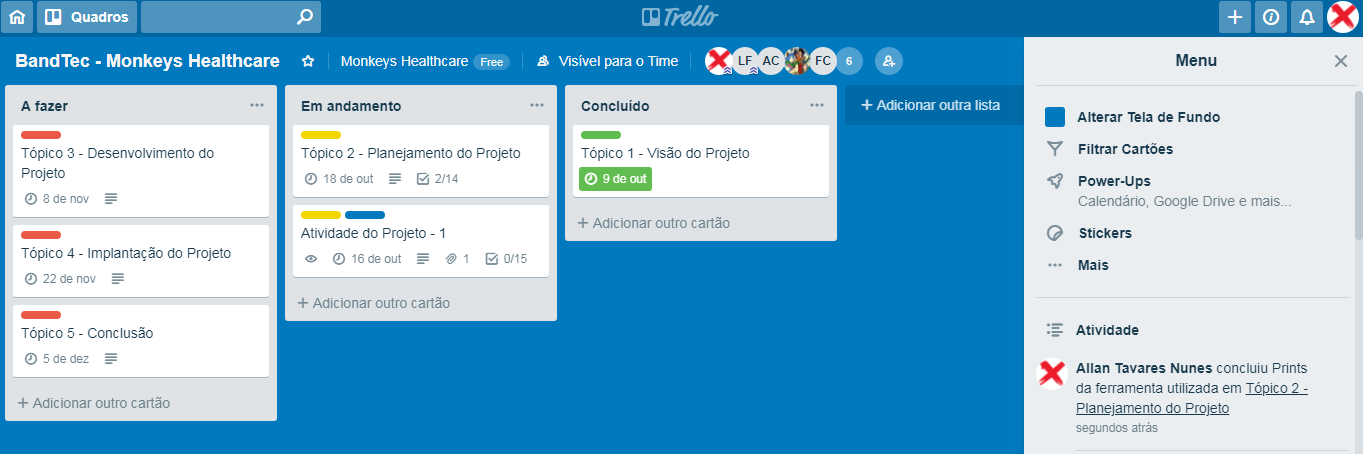 Quadros
Trello
BandTec - Monkeys Healthcare
Monkeys Healthcare Free
Visível para o Time
LF
AC
FC
6
A fazer
Tópico 3 - Desenvolvimento do
Projeto
8 de nov
Tópico 4 - Implantação do Projeto
22 de nov
Tópico 5 - Conclusão
5 de dez
+ Adicionar outro cartão
Em andamento
Tópico 2 - Planejamento do Projeto
18 de out 2/14
Atividade do Projeto - 1
16 de out 1 0/15
+ Adicionar outro cartão
Concluído
Tópico 1 - Visão do Projeto
9 de out
+ Adicionar outro cartão
+ Adicionar outra lista
Menu
Alterar Tela de Fundo
Filtrar Cartões
Power-Ups
Calendário, Google Drive e mais...
Stickers
Mais
Atividade
Allan Tavares Nunes concluiu Prints
da ferramenta utilizada em Tópico 2 -
Planejamento do Projeto
segundos atrás